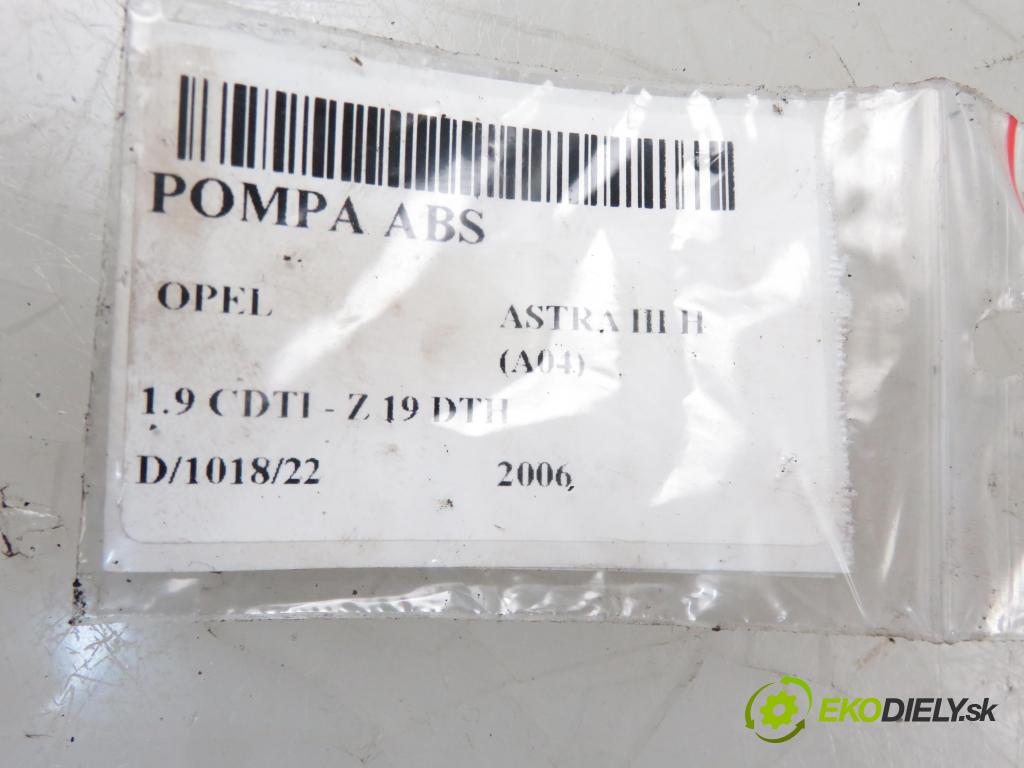 POMPA ABS
OPEL ASTRA III H
(A04)
1.9 CDTI - Z 19 DTH
D/1018/22 2006
EKODIELY.sk